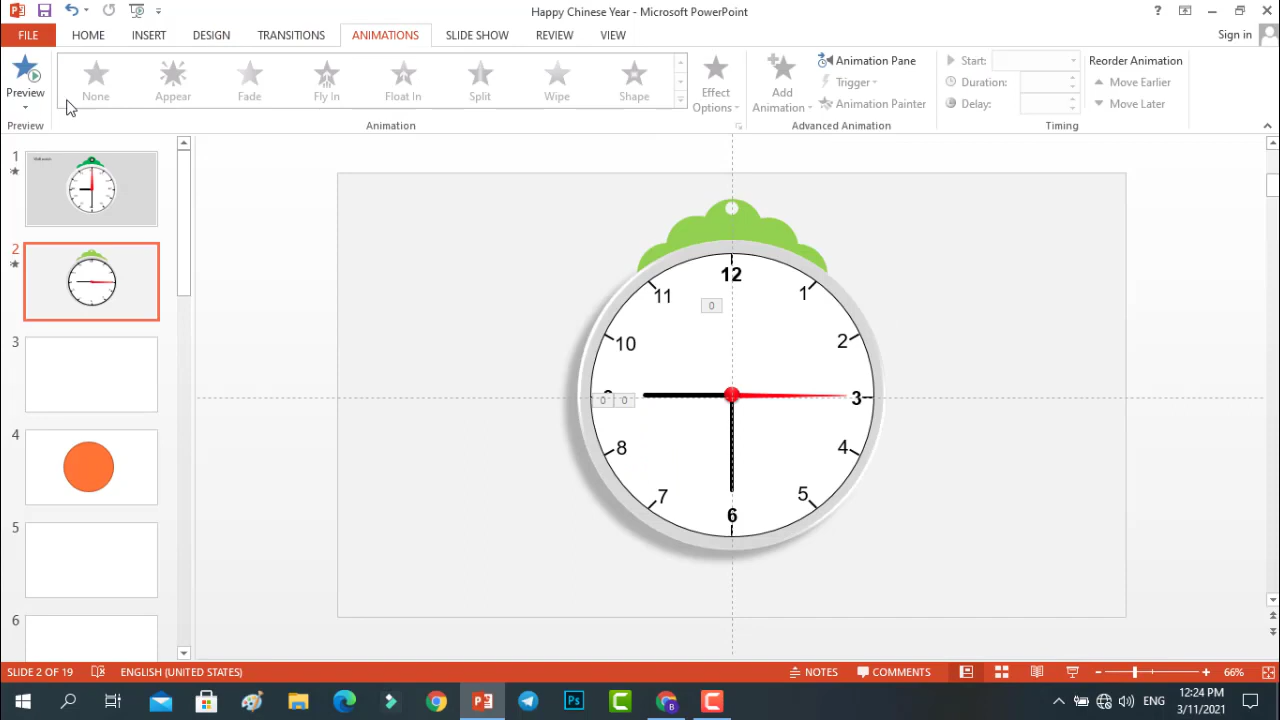 Happy Chinese Year - Microsoft PowerPoint
?
Sign in
FILE HOME INSERT DESIGN TRANSITIONS ANIMATIONS SLIDE SHOW REVIEW VIEW
Preview
None Appear Fade Fly In Float In Split Wipe Shape
Effect Options
Add Animation
Animation Pane
Trigger
Animation Painter
Start:
Duration:
Delay:
Reorder Animation
Move Earlier
Move Later
Preview Animation Advanced Animation Timing
1
2
3
4
5
6
12
11 1
0
10 2
0 0 3
8 4
7 5
6
SLIDE 2 OF 19 ENGLISH (UNITED STATES) NOTES COMMENTS 66%
Ps
ENG
12:24 PM
3/11/2021